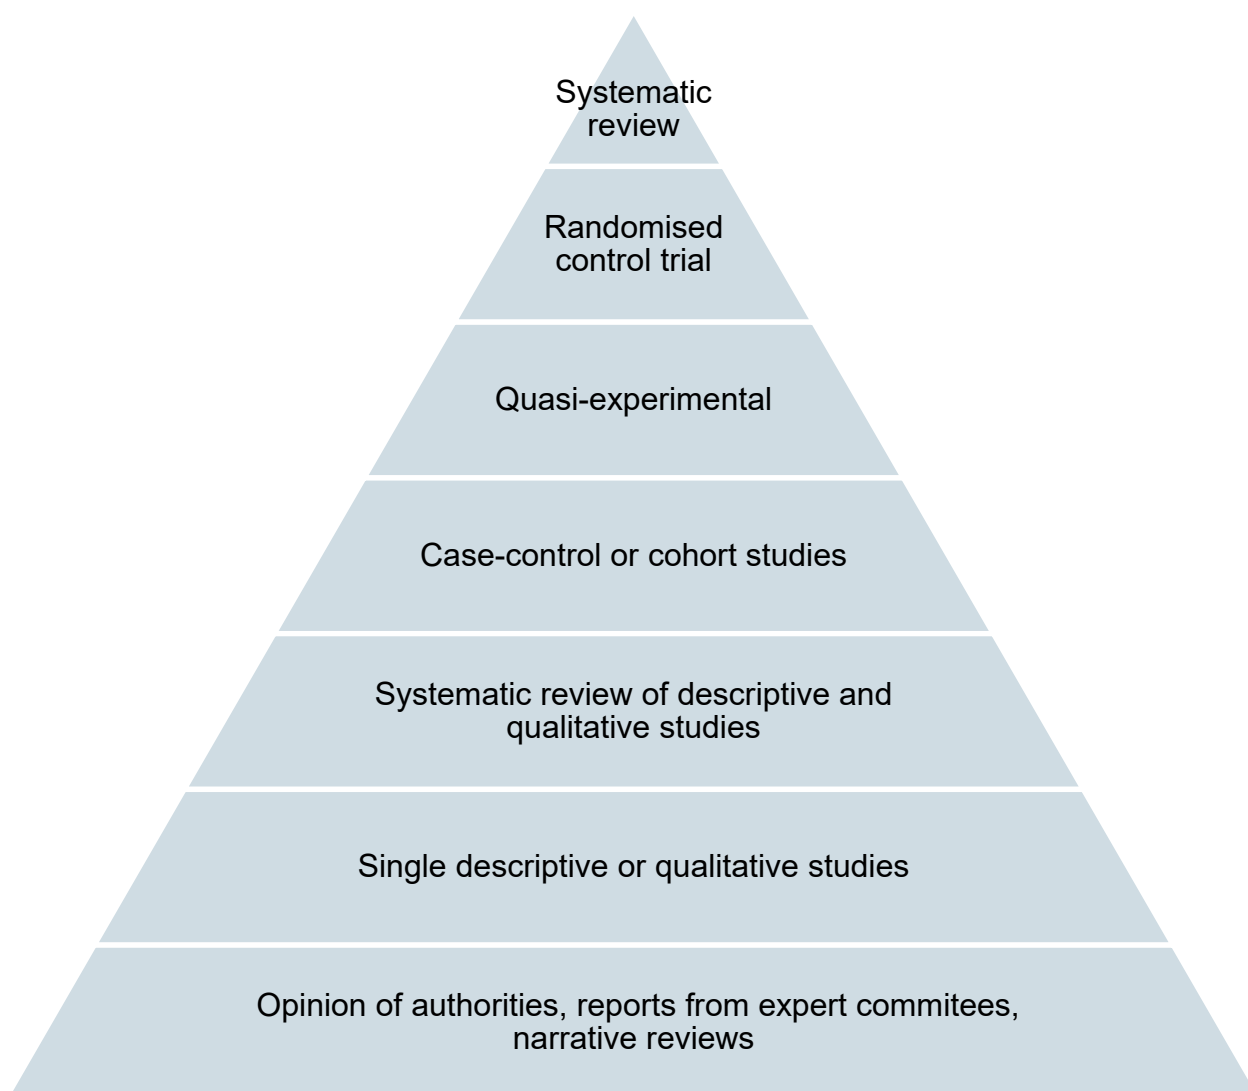 Systematic
review
Randomised
control trial
Quasi-experimental
Case-control or cohort studies
Systematic review of descriptive and
qualitative studies
Single descriptive or qualitative studies
Opinion of authorities, reports from expert commitees,
narrative reviews